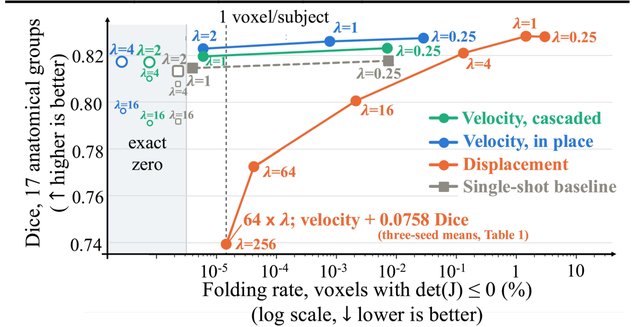 1 voxel/subject
λ=4
λ=2
λ=2
λ=1
λ=0.25
λ=1
λ=0.25
λ=4
λ=2
λ=1
λ=1
λ=0.25
λ=0.25
λ=4
λ=4
λ=16
λ=16
λ=16
λ=16
λ=64
exact
zero
0.82
0.80
0.78
0.76
0.74
Dice, 17 anatomical groups
(↑ higher is better)
Velocity, cascaded
Velocity, in place
Displacement
Single-shot baseline
64 x λ; velocity + 0.0758 Dice
(three-seed means, Table 1)
λ=256
10⁻⁵ 10⁻⁴ 10⁻³ 10⁻² 10⁻¹ 1 10
Folding rate, voxels with det(J) ≤ 0 (%)
(log scale, ↓ lower is better)